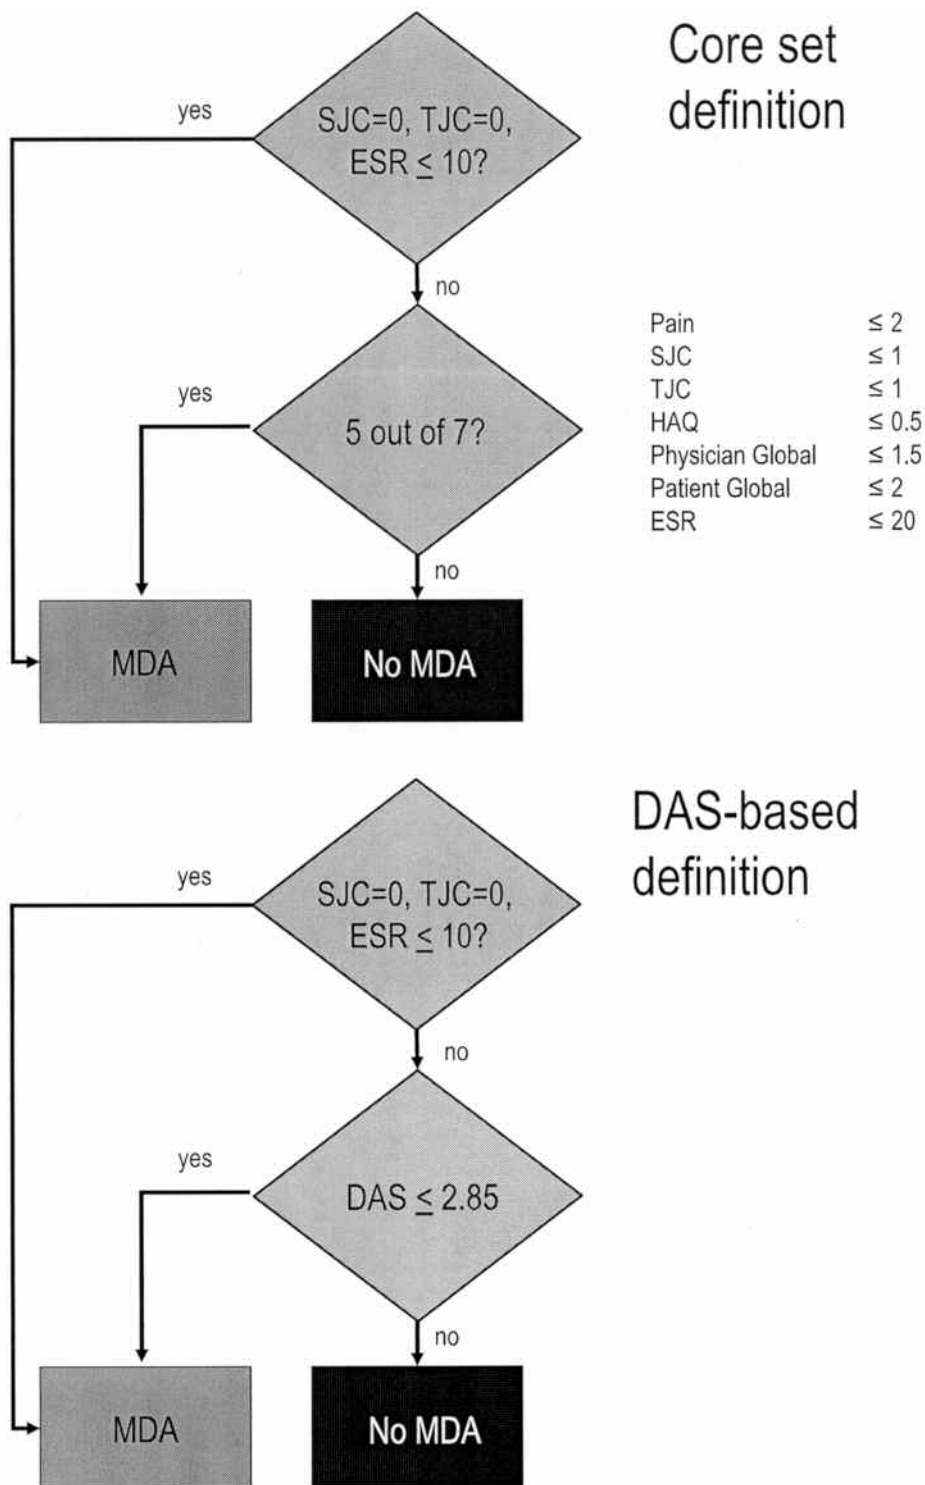 Core set
definition
yes
SJC=0, TJC=0,
ESR ≤ 10?
no
Pain ≤ 2
SJC ≤ 1
TJC ≤ 1
HAQ ≤ 0.5
Physician Global ≤ 1.5
Patient Global ≤ 2
ESR ≤ 20
yes
5 out of 7?
no
MDA
No MDA
DAS-based
definition
yes
SJC=0, TJC=0,
ESR ≤ 10?
no
yes
DAS ≤ 2.85
no
MDA
No MDA